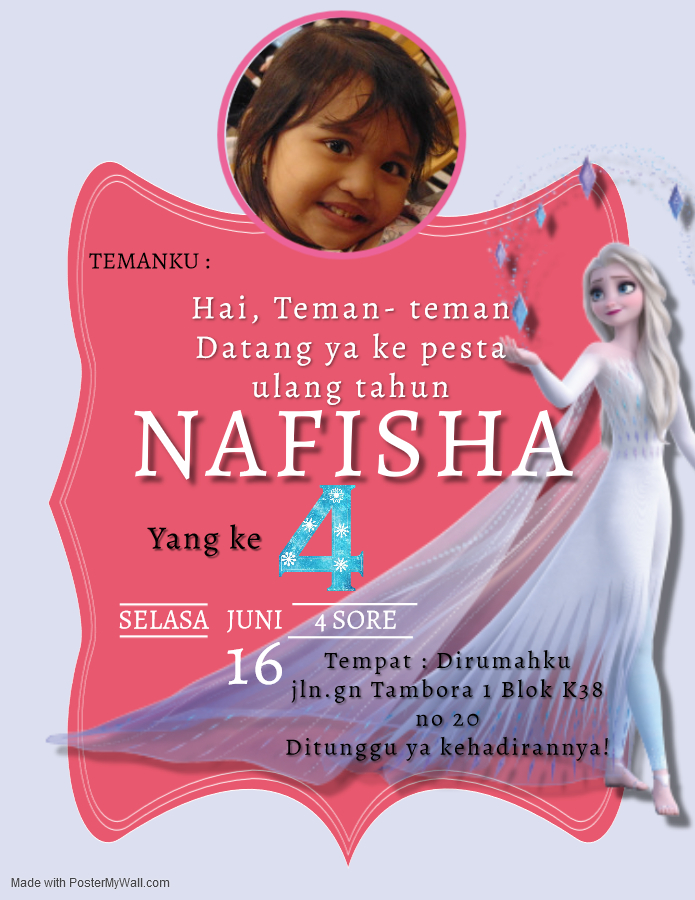 TEMANKU :
Hai, Teman- teman
Datang ya ke pesta
ulang tahun
NAFISHA
Yang ke 4
SELASA JUNI 4 SORE
16
Tempat : Dirumahku
jln.gn Tambora 1 Blok K38
no 20
Ditunggu ya kehadirannya!
Made with PosterMyWall.com